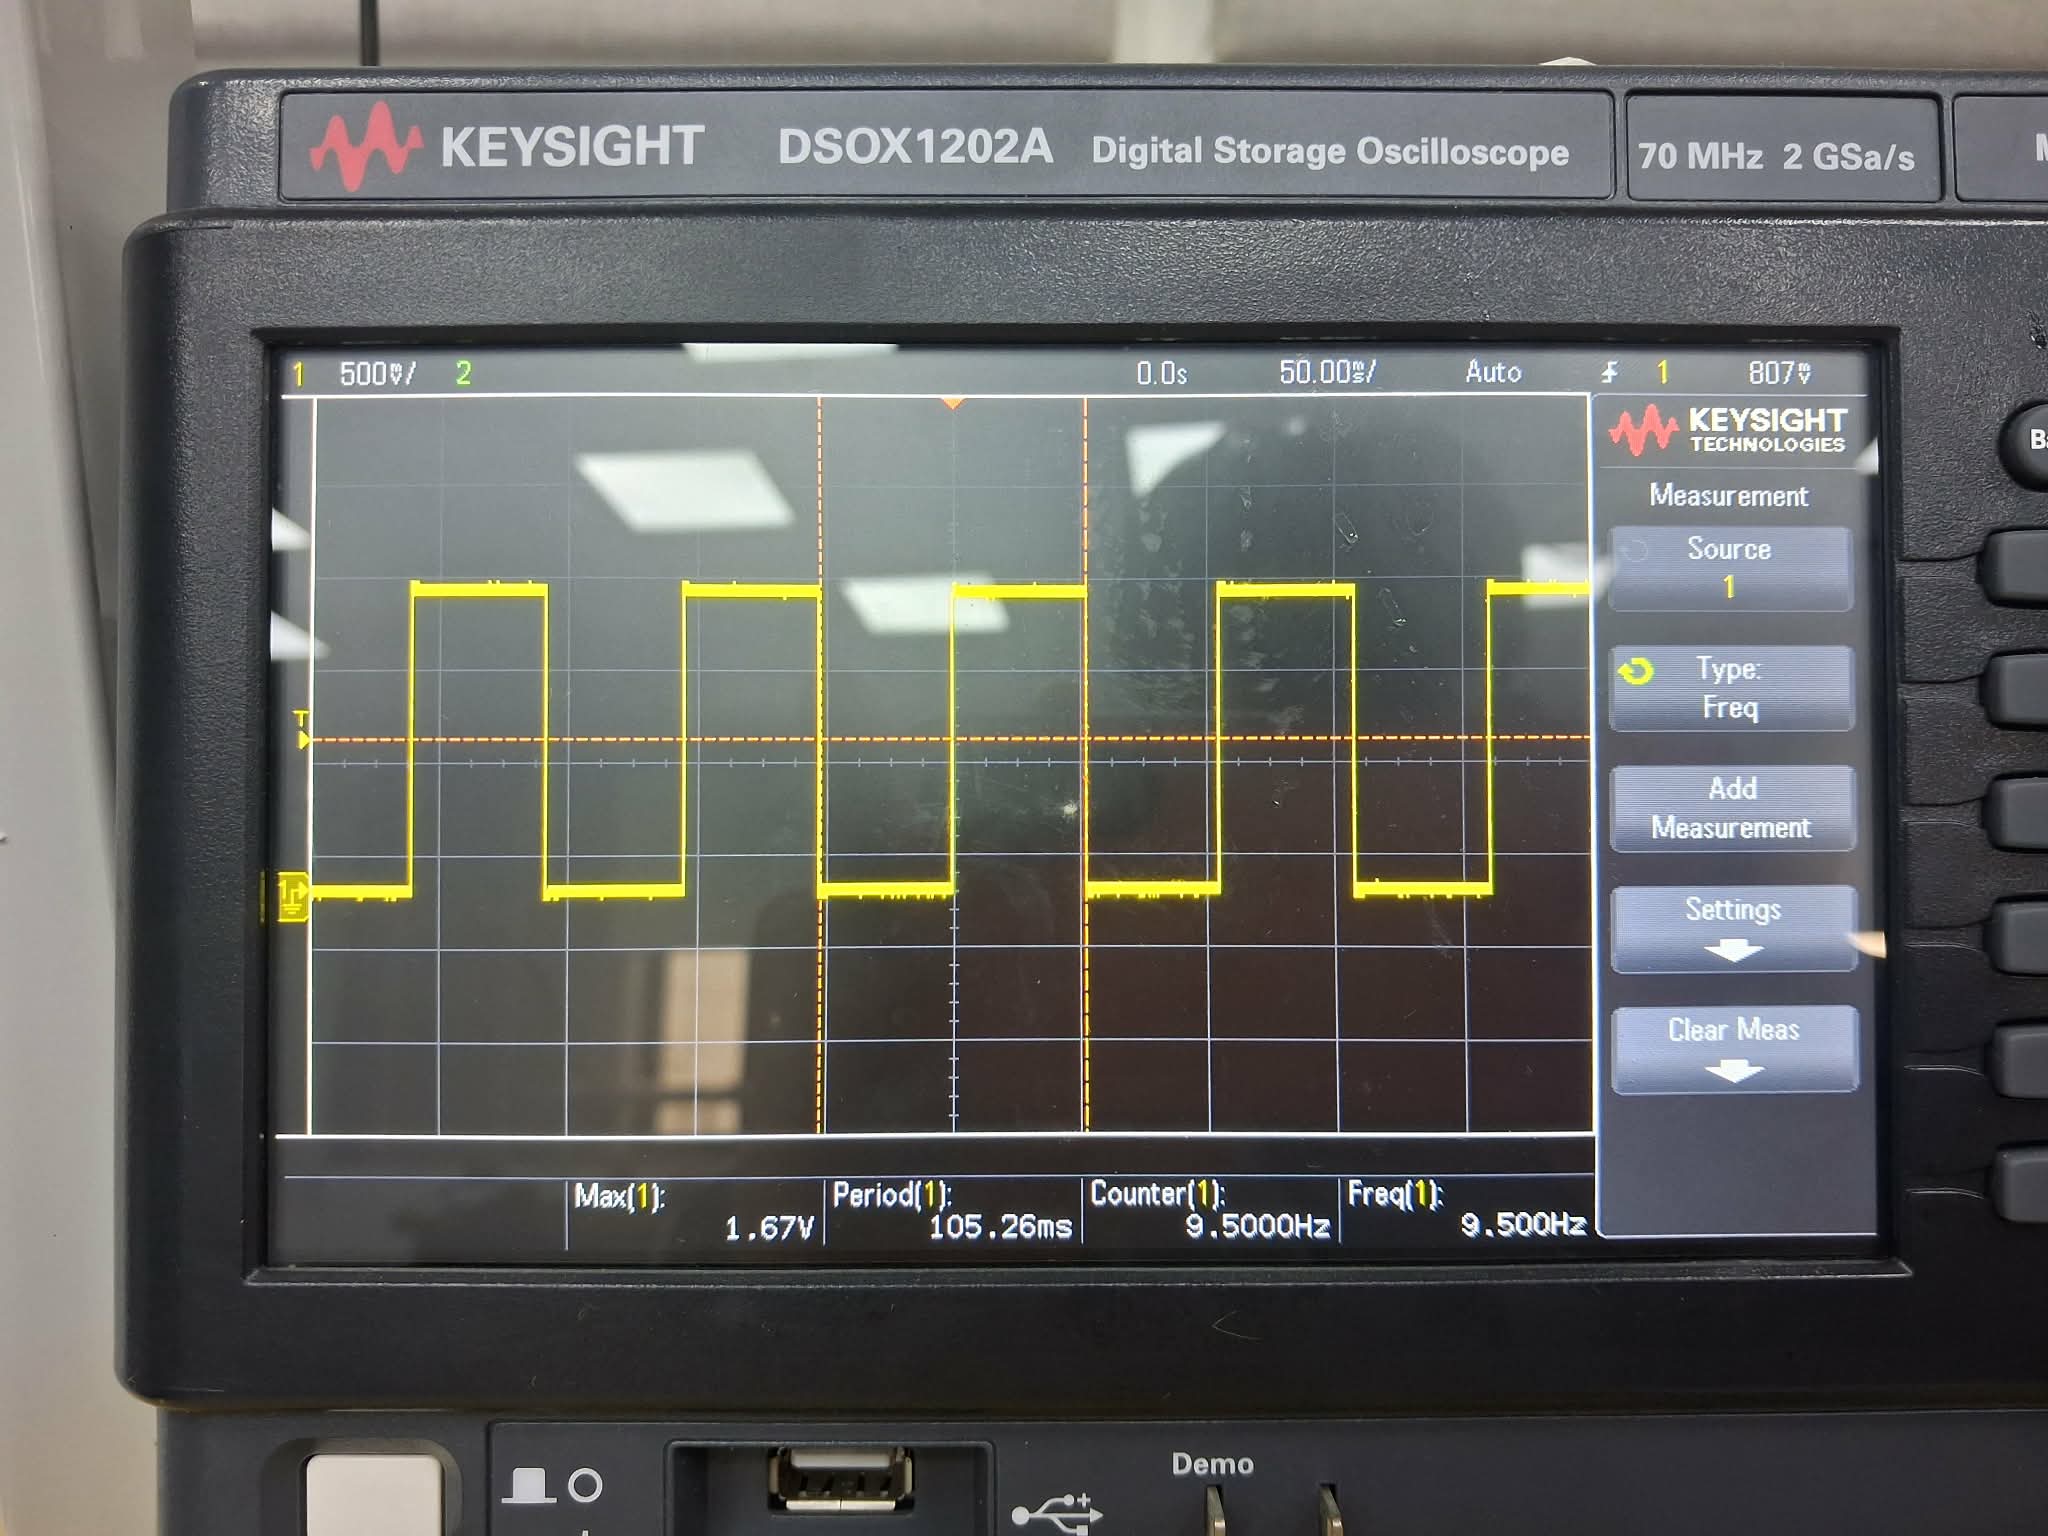 KEYSIGHT DSOX1202A Digital Storage Oscilloscope 70 MHz 2 GSa/s
1 500mV/ 2 0.0s 50.00ms/ Auto 1 807mV
KEYSIGHT
TECHNOLOGIES
Measurement
Source
1
Type:
Freq
Add
Measurement
Settings
Clear Meas
T
1
Max(1):
1.67V
Period(1):
105.26ms
Counter(1):
9.5000Hz
Freq(1):
9.500Hz
Demo